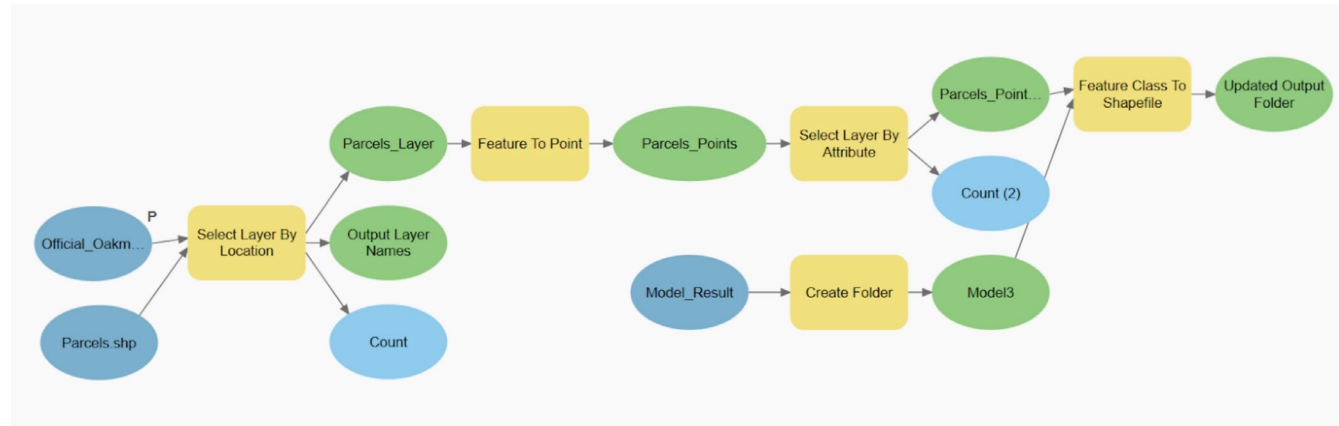 Parcels_Point...
Feature Class To
Shapefile
Updated Output
Folder
Parcels_Layer
Feature To Point
Parcels_Points
Select Layer By
Attribute
Count (2)
P
Official_Oakm...
Select Layer By
Location
Output Layer
Names
Model_Result
Create Folder
Model3
Parcels.shp
Count